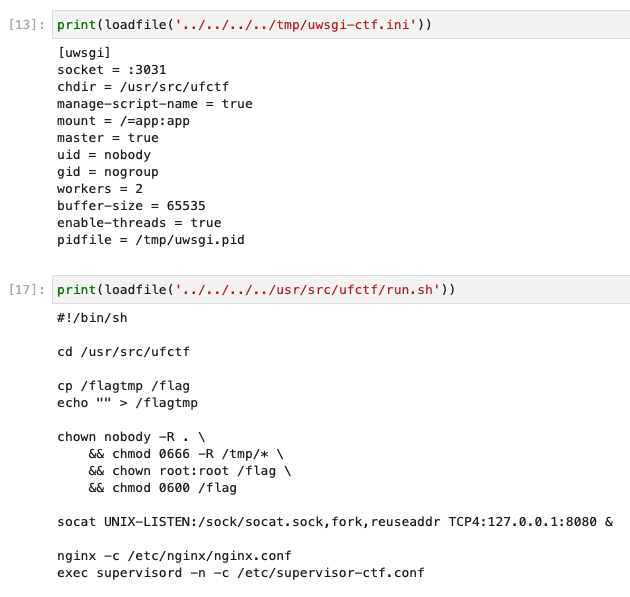 [13]: print(loadfile('../../../../tmp/uwsgi-ctf.ini'))
[uwsgi]
socket = :3031
chdir = /usr/src/ufctf
manage-script-name = true
mount = /=app:app
master = true
uid = nobody
gid = nogroup
workers = 2
buffer-size = 65535
enable-threads = true
pidfile = /tmp/uwsgi.pid
[17]: print(loadfile('../../../../usr/src/ufctf/run.sh'))
#!/bin/sh
cd /usr/src/ufctf
cp /flagtmp /flag
echo "" > /flagtmp
chown nobody -R . \
    && chmod 0666 -R /tmp/* \
    && chown root:root /flag \
    && chmod 0600 /flag
socat UNIX-LISTEN:/sock/socat.sock,fork,reuseaddr TCP4:127.0.0.1:8080 &
nginx -c /etc/nginx/nginx.conf
exec supervisord -n -c /etc/supervisor-ctf.conf